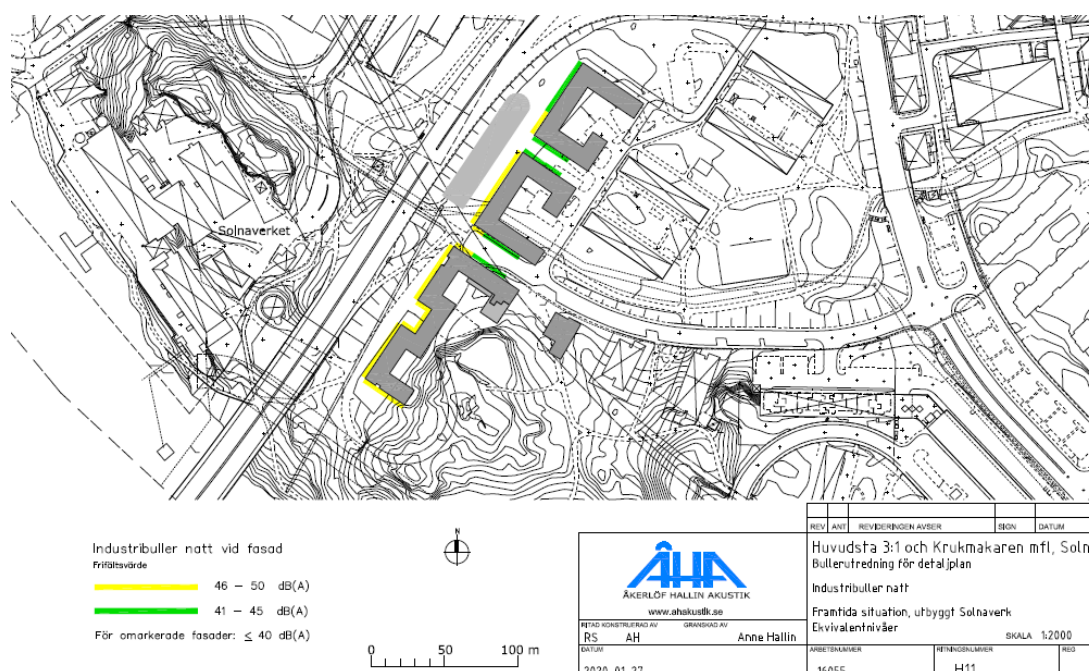 Solnaverket
Industribuller natt vid fasad
Frifältsvärde
46 – 50 dB(A)
41 – 45 dB(A)
För omarkerade fasader: ≤ 40 dB(A)
N
0 50 100 m
ÅHA
ÅKERLÖF HALLIN AKUSTIK
www.ahakustik.se
RITAD KONSTRUERAD AV GRANSKAD AV
RS AH Anne Hallin
DATUM
2020-01-27
REV ANT REVIDERINGEN AVSER SIGN DATUM
Huvudsta 3:1 och Krukmakaren mfl, Soln
Bullerutredning för detaljplan
Industribuller natt
Framtida situation, utbyggt Solnaverk
Ekvivalentnivåer
SKALA 1:2000
ARBETSNUMMER RITNINGSNUMMER REG
16055 H11